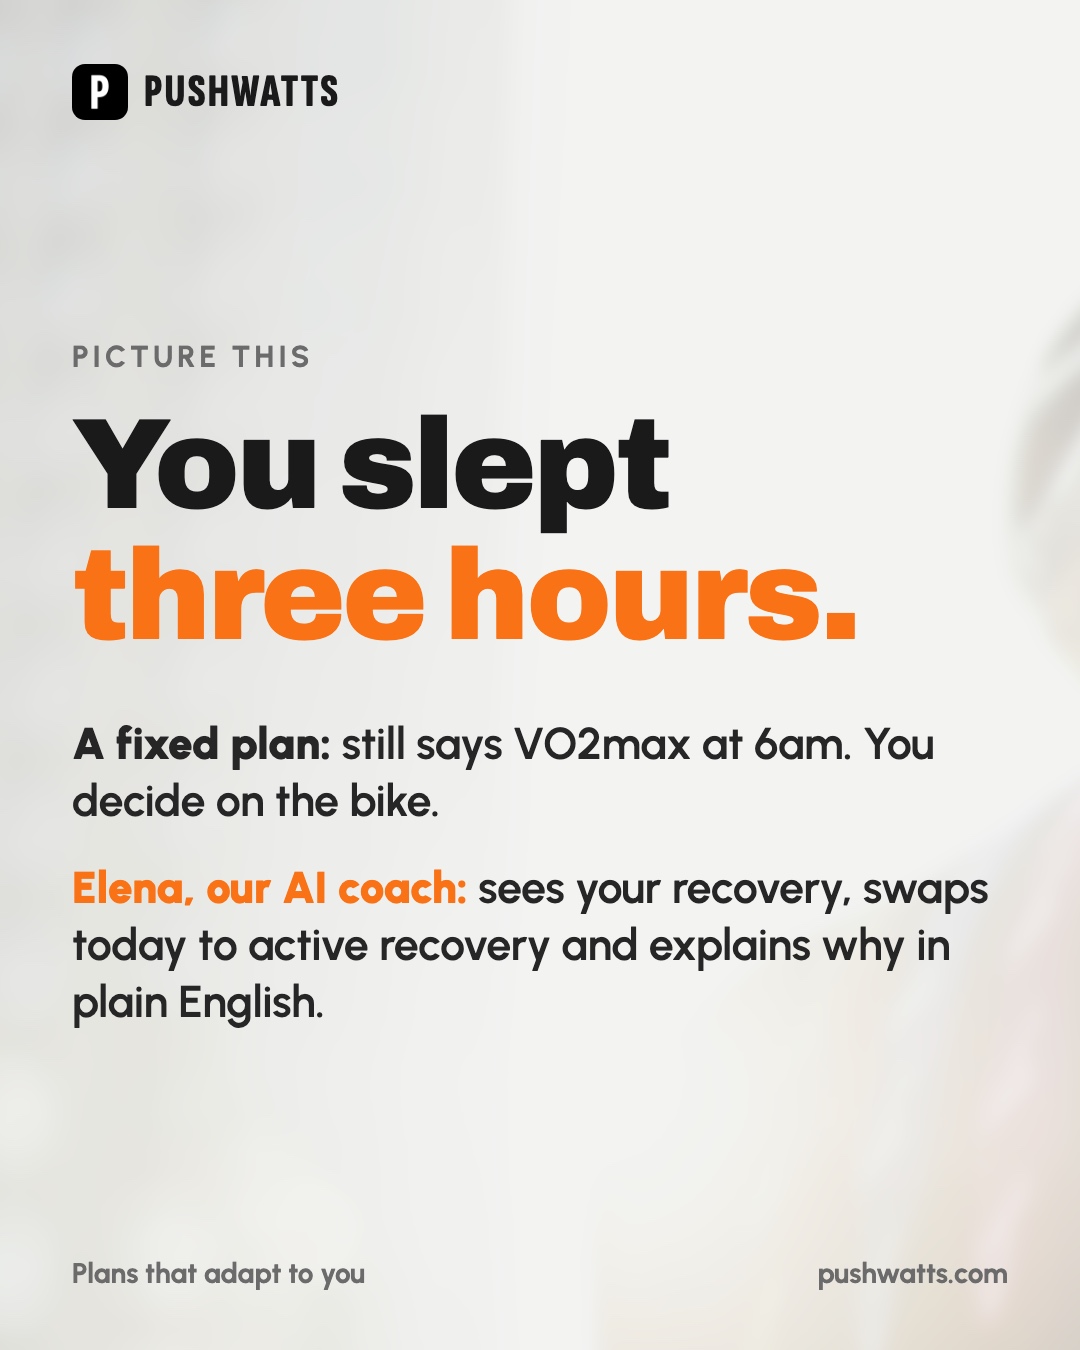 P PUSHWATTS
PICTURE THIS
You slept
three hours.
A fixed plan: still says VO2max at 6am. You
decide on the bike.
Elena, our AI coach: sees your recovery, swaps
today to active recovery and explains why in
plain English.
Plans that adapt to you
pushwatts.com